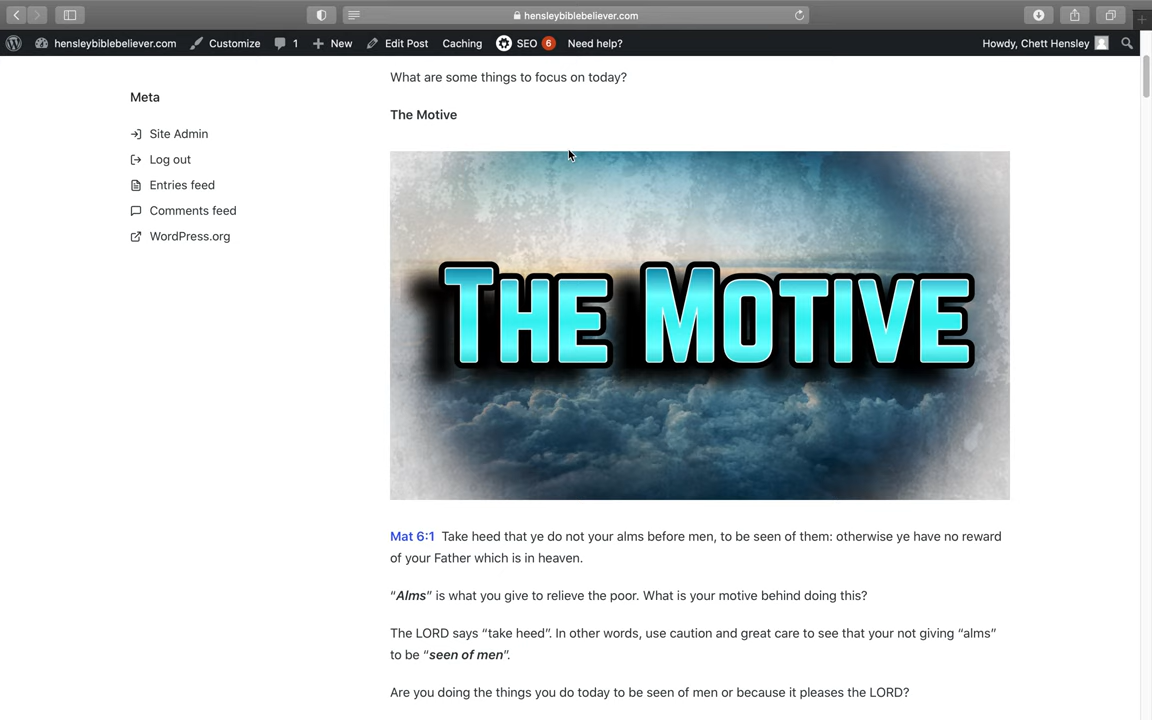 hensleybiblebeliever.com
hensleybiblebeliever.com Customize 1 New Edit Post Caching SEO 6 Need help? Howdy, Chett Hensley
What are some things to focus on today?
Meta
The Motive
Site Admin
Log out
Entries feed
Comments feed
WordPress.org
The Motive
Mat 6:1 Take heed that ye do not your alms before men, to be seen of them: otherwise ye have no reward
of your Father which is in heaven.
“Alms” is what you give to relieve the poor. What is your motive behind doing this?
The LORD says “take heed”. In other words, use caution and great care to see that your not giving “alms”
to be “seen of men”.
Are you doing the things you do today to be seen of men or because it pleases the LORD?